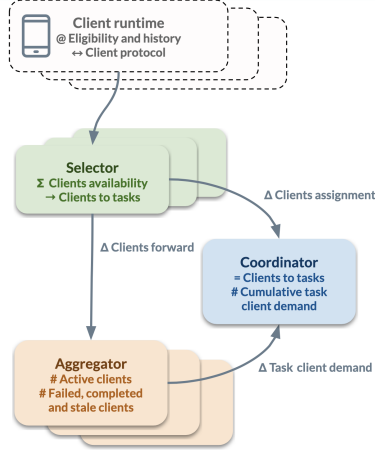 Client runtime
@ Eligibility and history
↔ Client protocol
Selector
Σ Clients availability
→ Clients to tasks
Δ Clients assignment
Δ Clients forward
Coordinator
= Clients to tasks
# Cumulative task
client demand
Aggregator
# Active clients
# Failed, completed
and stale clients
Δ Task client demand